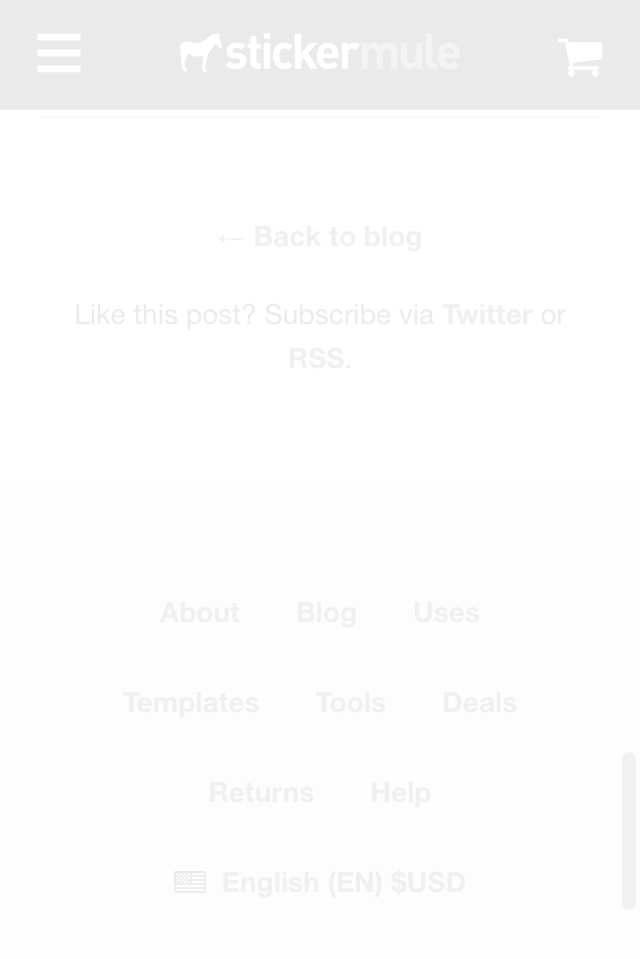 stickermule
← Back to blog
Like this post? Subscribe via Twitter or
RSS.
About Blog Uses
Templates Tools Deals
Returns Help
English (EN) $USD